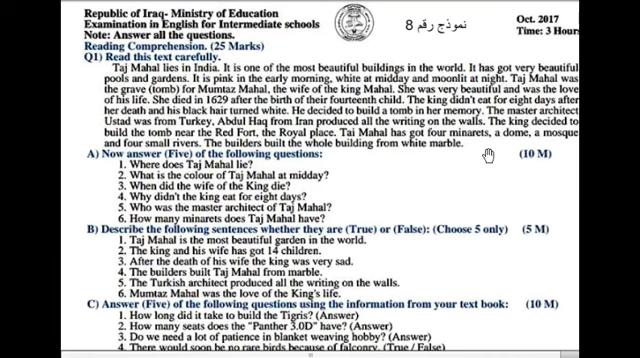 Republic of Iraq- Ministry of Education
Examination in English for Intermediate schools
Note: Answer all the questions.
نموذج رقم 8
Oct. 2017
Time: 3 Hours
Reading Comprehension. (25 Marks)
Q1) Read this text carefully.
Taj Mahal lies in India. It is one of the most beautiful buildings in the world. It has got very beautiful
pools and gardens. It is pink in the early morning, white at midday and moonlit at night. Taj Mahal was
the grave (tomb) for Mumtaz Mahal, the wife of the king Mahal. She was very beautiful and was the love
of his life. She died in 1629 after the birth of their fourteenth child. The king didn't eat for eight days after
her death and his black hair turned white. He decided to build a tomb in her memory. The master architect
Ustad was from Turkey, Abdul Haq from Iran produced all the writing on the walls. The king decided to
build the tomb near the Red Fort, the Royal place. Tai Mahal has got four minarets, a dome, a mosque
and four small rivers. The builders built the whole building from white marble.
A) Now answer (Five) of the following questions: (10 M)
1. Where does Taj Mahal lie?
2. What is the colour of Taj Mahal at midday?
3. When did the wife of the King die?
4. Why didn't the king eat for eight days?
5. Who was the master architect of Taj Mahal?
6. How many minarets does Taj Mahal have?
B) Describe the following sentences whether they are (True) or (False): (Choose 5 only) (5 M)
1. Taj Mahal is the most beautiful garden in the world.
2. The king and his wife has got 14 children.
3. After the death of his wife the king was very sad.
4. The builders built Taj Mahal from marble.
5. The Turkish architect produced all the writing on the walls.
6. Mumtaz Mahal was the love of the King's life.
C) Answer (Five) of the following questions using the information from your text book: (10 M)
1. How long did it take to build the Tigris? (Answer)
2. How many seats does the "Panther 3.0D" have? (Answer)
3. Do we need a lot of patience in blanket weaving hobby? (Answer)
4. There would soon be no rare birds because of falconry. (True / False)